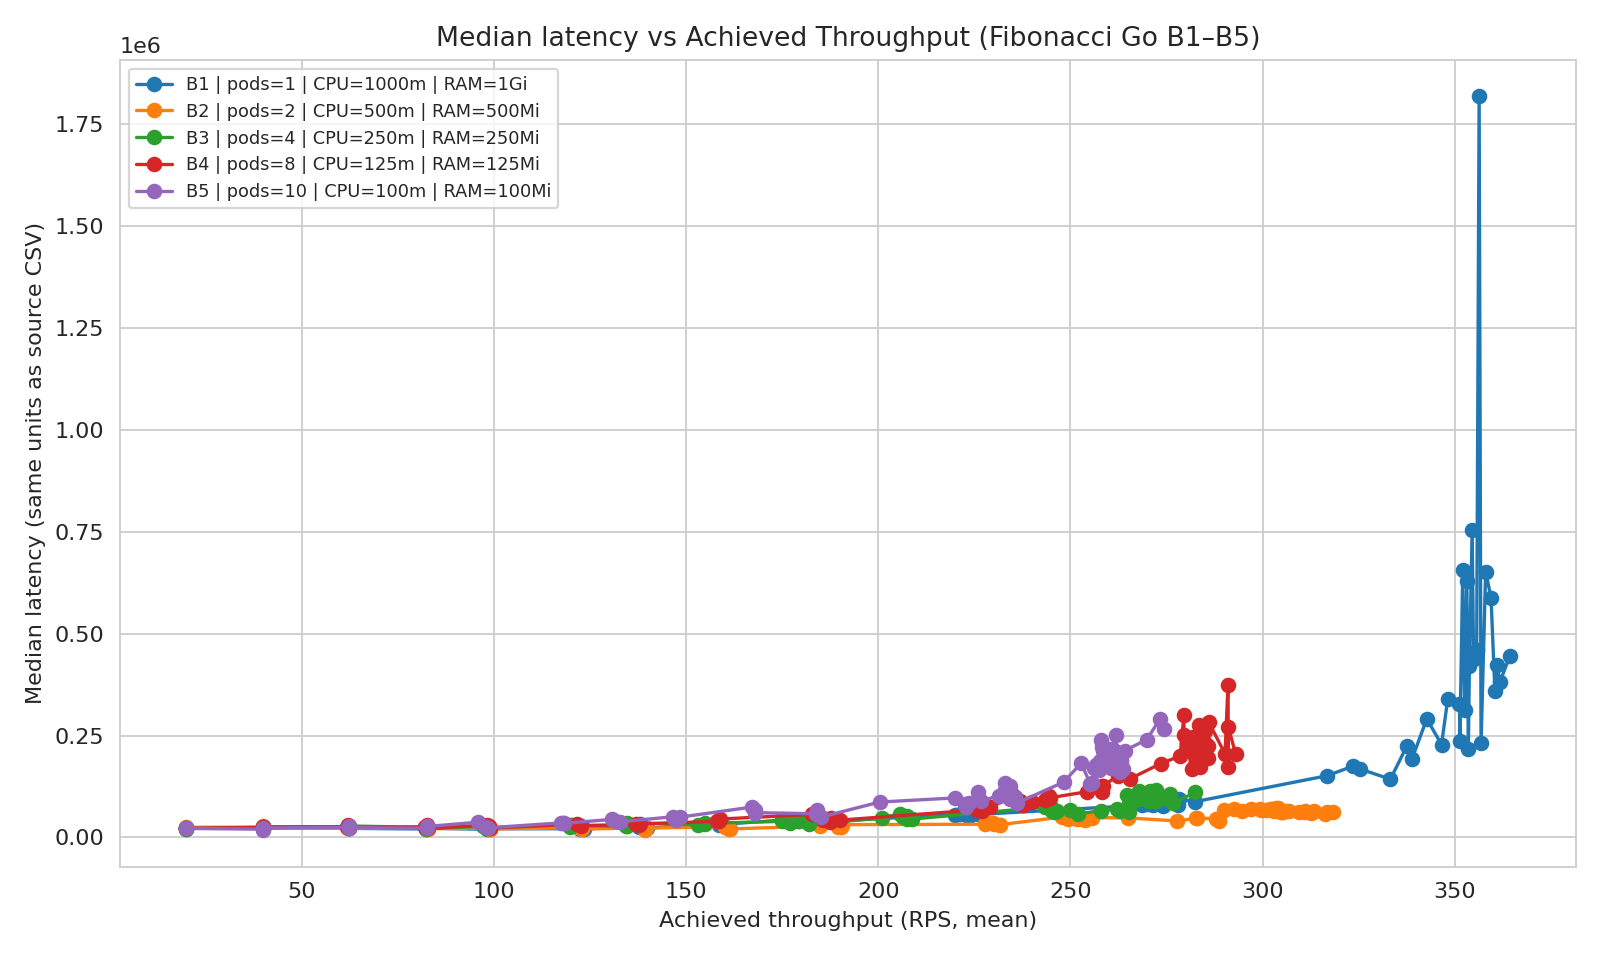 Median latency vs Achieved Throughput (Fibonacci Go B1–B5)
1e6
B1 | pods=1 | CPU=1000m | RAM=1Gi
B2 | pods=2 | CPU=500m | RAM=500Mi
B3 | pods=4 | CPU=250m | RAM=250Mi
B4 | pods=8 | CPU=125m | RAM=125Mi
B5 | pods=10 | CPU=100m | RAM=100Mi
Median latency (same units as source CSV)
1.75
1.50
1.25
1.00
0.75
0.50
0.25
0.00
50 100 150 200 250 300 350
Achieved throughput (RPS, mean)